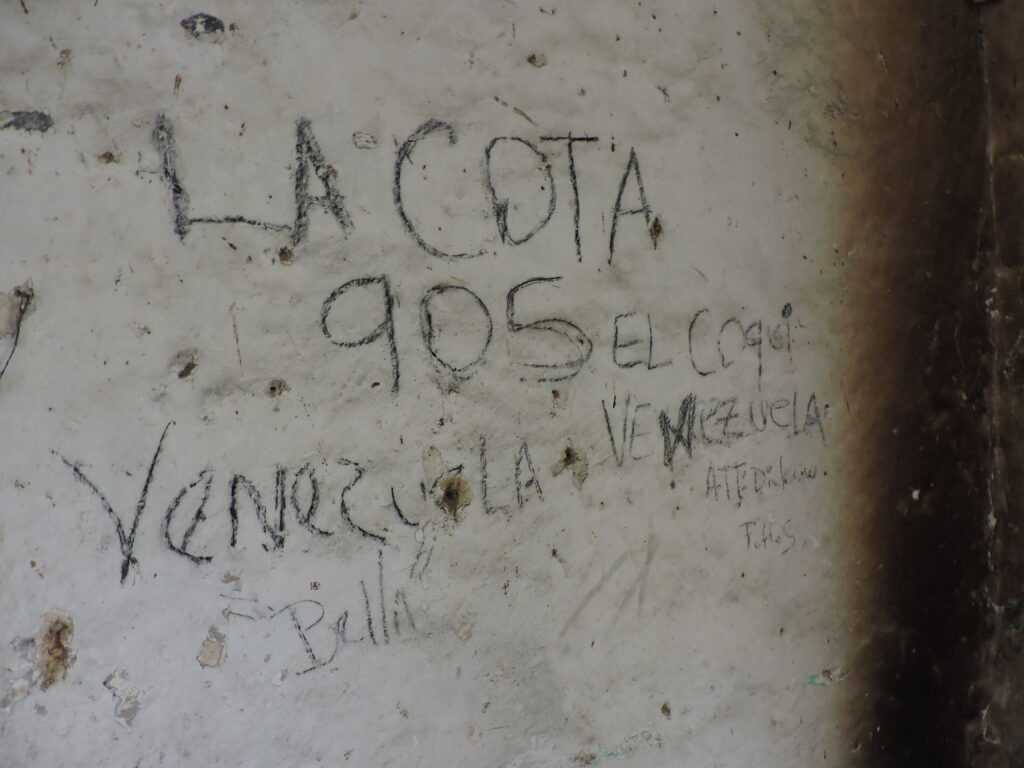 LA COTA
905
EL COQUI
VENEZUELA
VeNezueLA
Bella